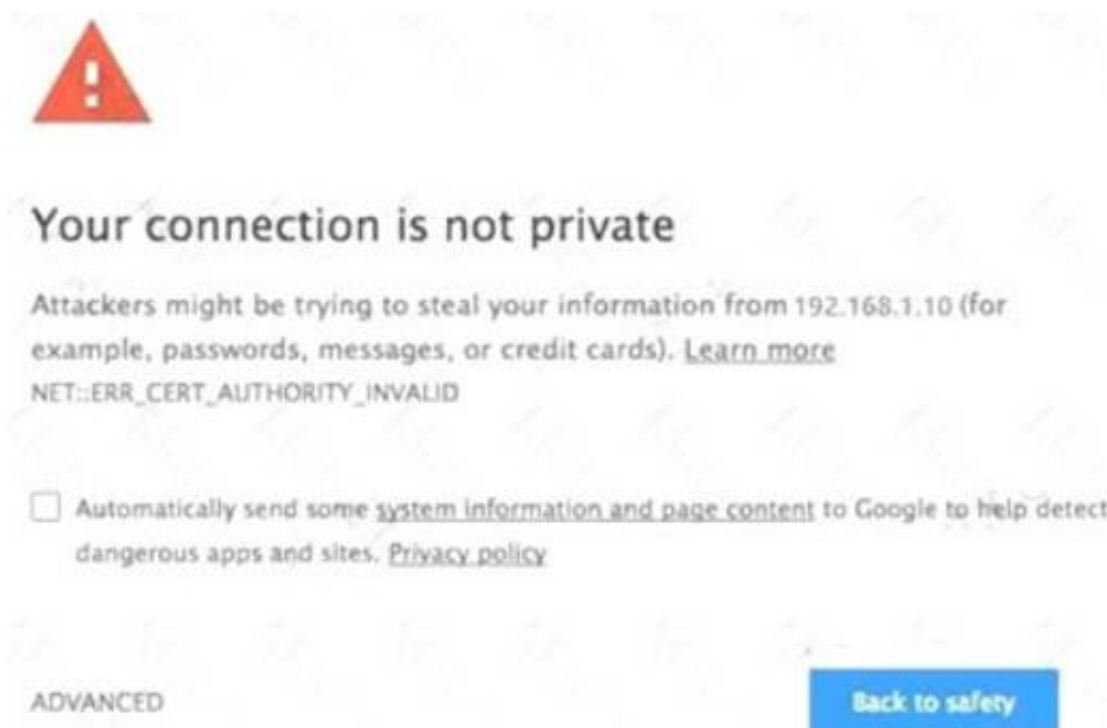 Your connection is not private
Attackers might be trying to steal your information from 192.168.1.10 (for
example, passwords, messages, or credit cards). Learn more
NET::ERR_CERT_AUTHORITY_INVALID
Automatically send some system information and page content to Google to help detect
dangerous apps and sites. Privacy policy
ADVANCED
Back to safety